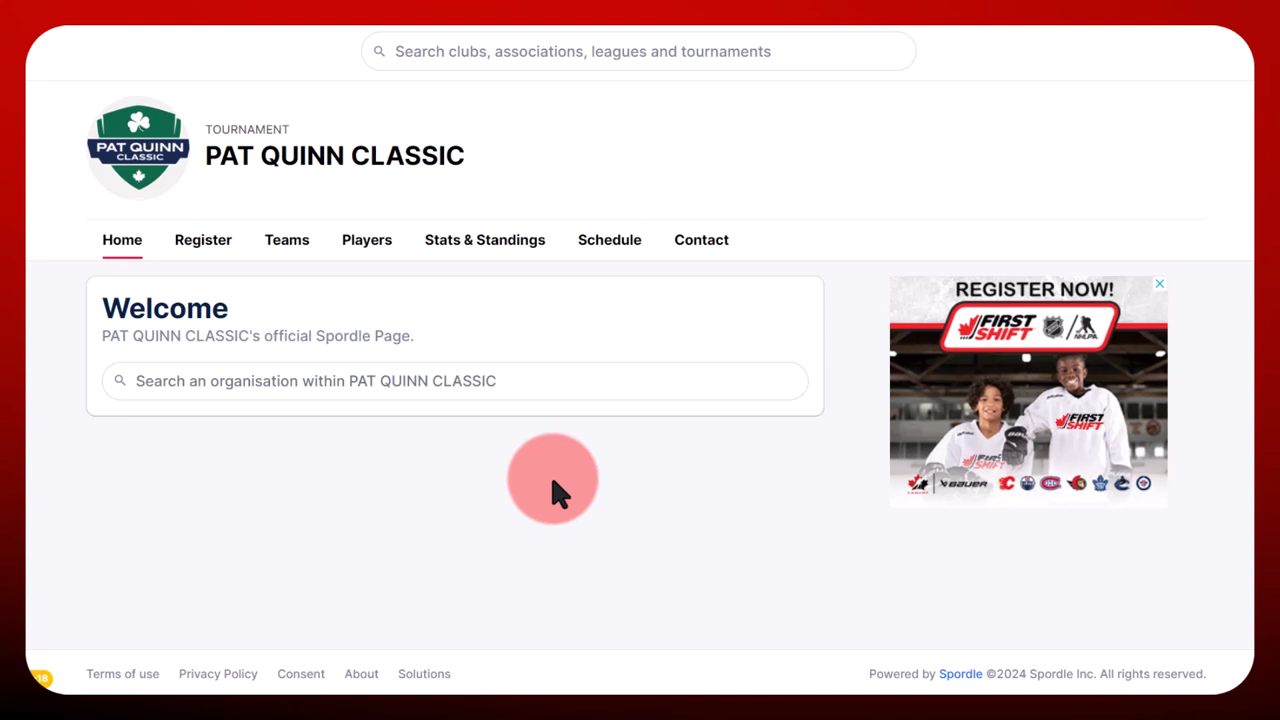 Search clubs, associations, leagues and tournaments
PAT QUINN
CLASSIC
TOURNAMENT
PAT QUINN CLASSIC
Home Register Teams Players Stats & Standings Schedule Contact
Welcome
PAT QUINN CLASSIC's official Spordle Page.
Search an organisation within PAT QUINN CLASSIC
REGISTER NOW!
FIRST
SHIFT
NHLPA
FIRST
SHIFT
FIRST
SHIFT
BAUER
Terms of use Privacy Policy Consent About Solutions
Powered by Spordle ©2024 Spordle Inc. All rights reserved.